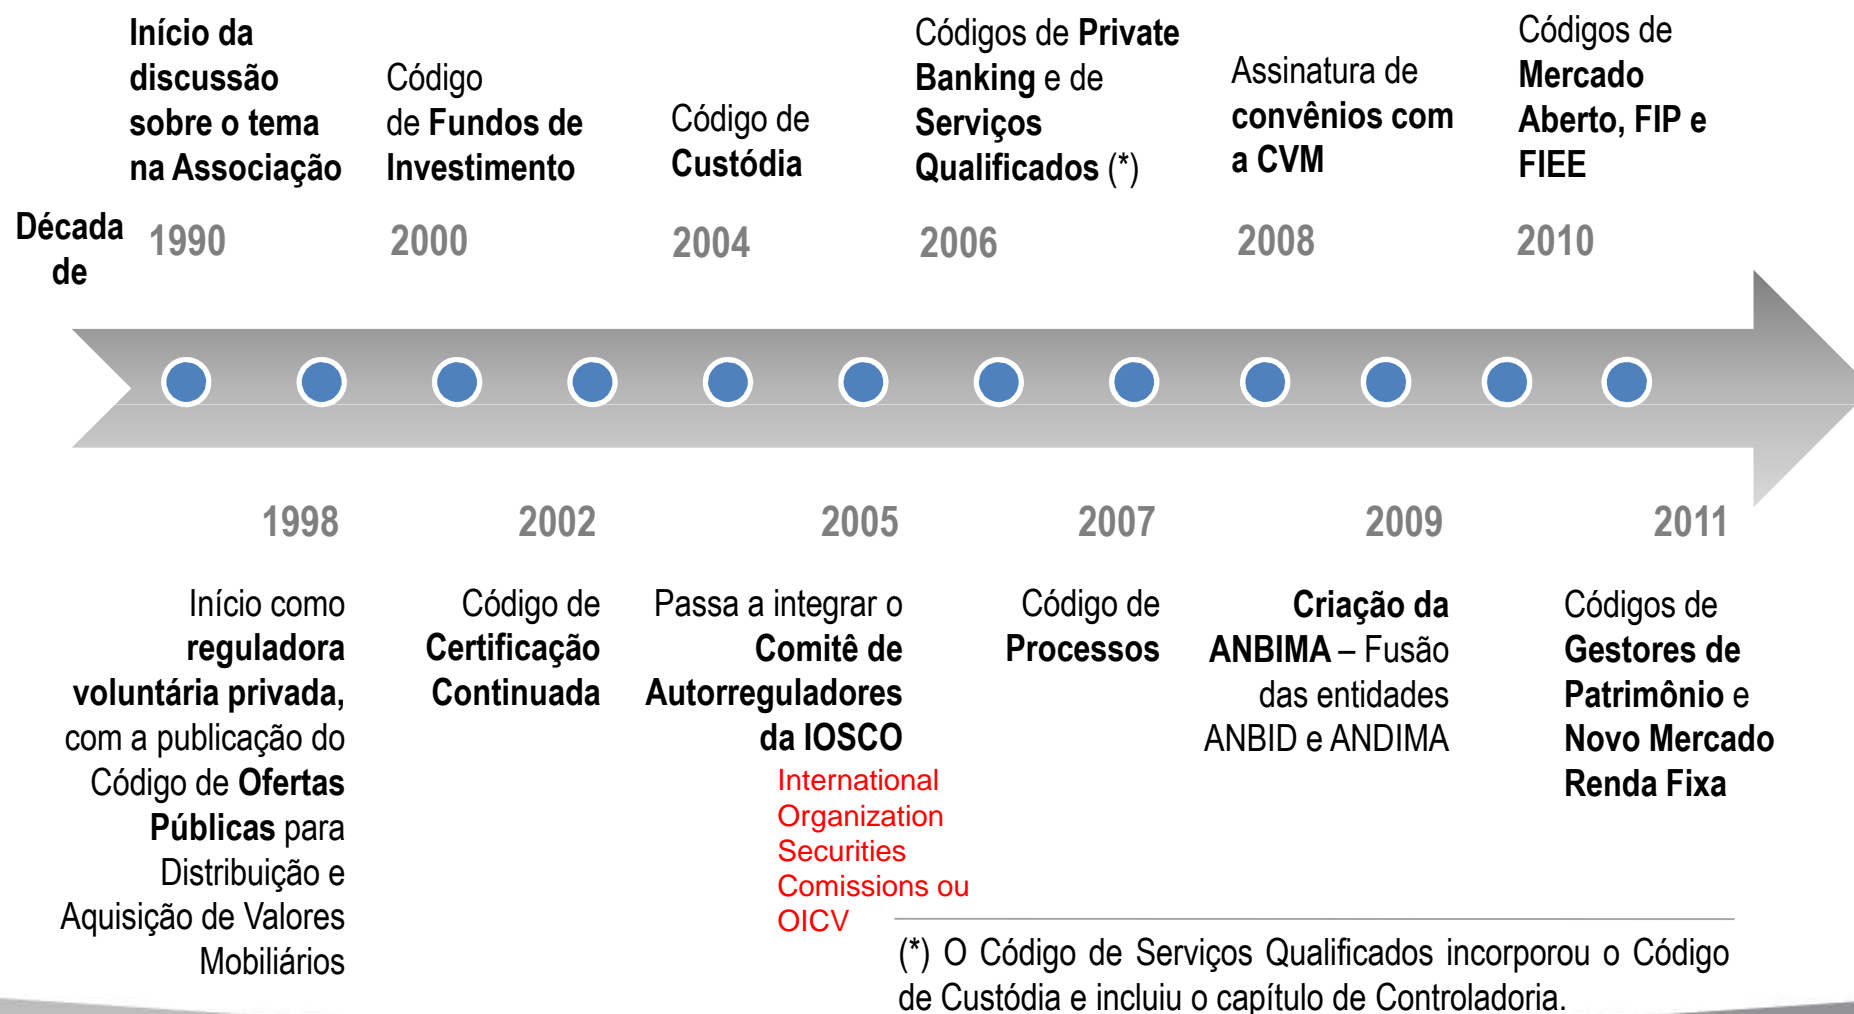 Início da
discussão
sobre o tema
na Associação
Código
de Fundos de
Investimento
Código de
Custódia
Códigos de Private
Banking e de
Serviços
Qualificados (*)
Assinatura de
convênios com
a CVM
Códigos de
Mercado
Aberto, FIP e
FIEE
Década
de
1990
2000
2004
2006
2008
2010
1998
2002
2005
2007
2009
2011
Início como
reguladora
voluntária privada,
com a publicação do
Código de Ofertas
Públicas para
Distribuição e
Aquisição de Valores
Mobiliários
Código de
Certificação
Continuada
Passa a integrar o
Comitê de
Autorreguladores
da IOSCO
International
Organization
Securities
Comissions ou
OICV
Código de
Processos
Criação da
ANBIMA – Fusão
das entidades
ANBID e ANDIMA
Códigos de
Gestores de
Patrimônio e
Novo Mercado
Renda Fixa
(*) O Código de Serviços Qualificados incorporou o Código
de Custódia e incluiu o capítulo de Controladoria.